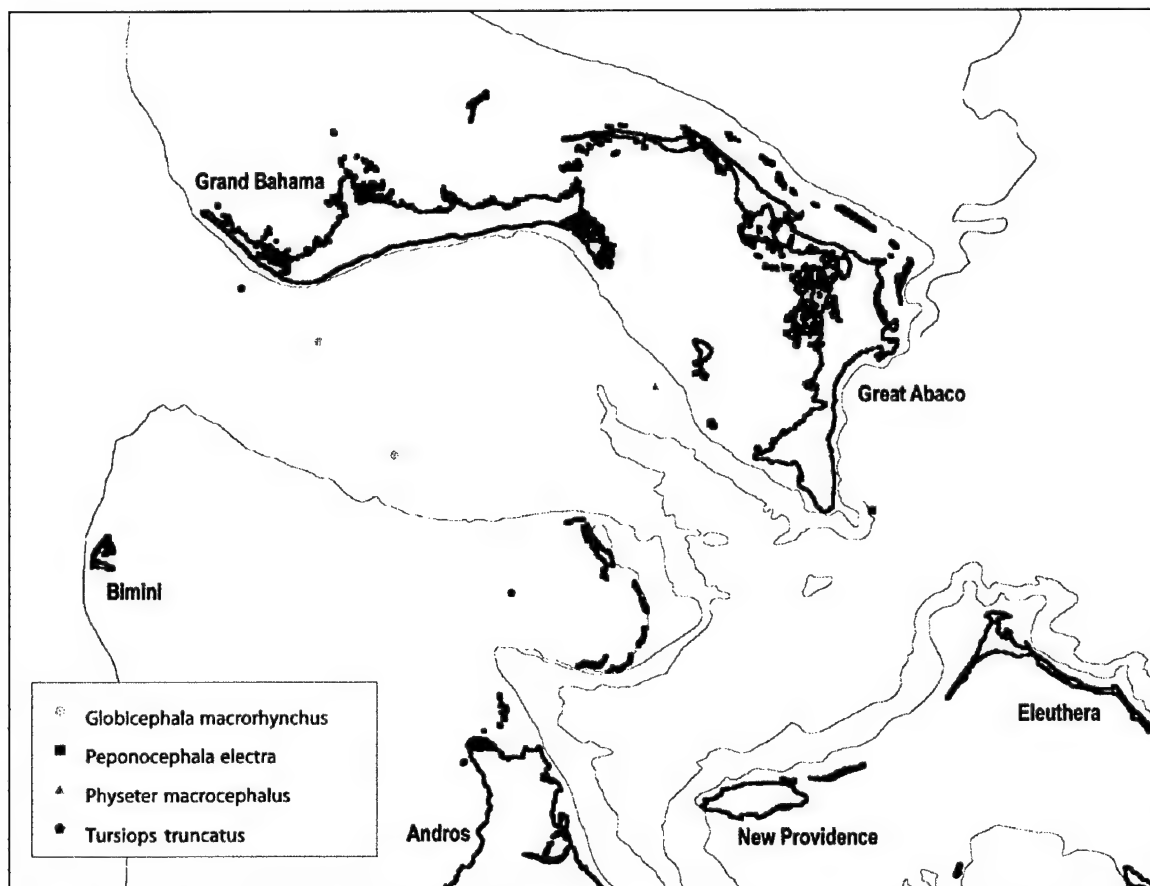 Grand Bahama
Great Abaco
Bimini
Eleuthera
Globicephala macrorhynchus
Peponocephala electra
Physeter macrocephalus
Tursiops truncatus
Andros
New Providence